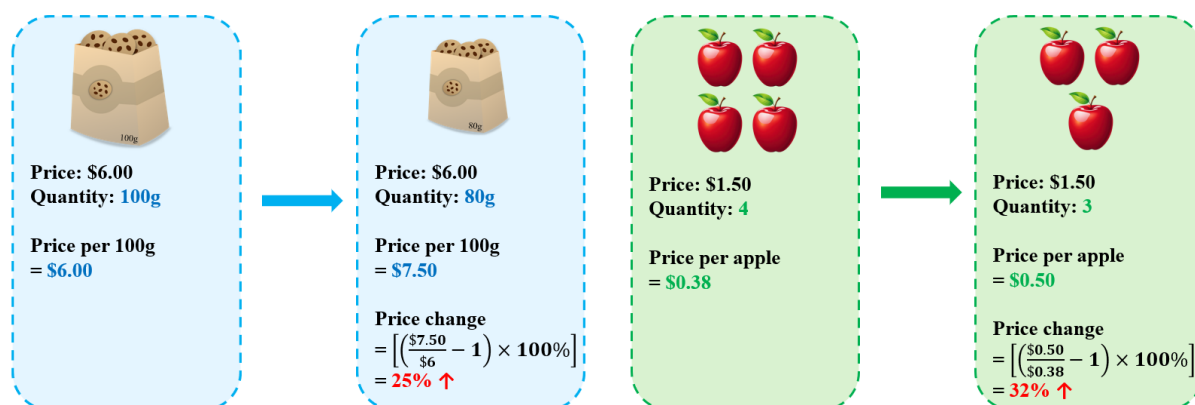 100g
Price: $6.00
Quantity: 100g
Price per 100g
= $6.00
80g
Price: $6.00
Quantity: 80g
Price per 100g
= $7.50
Price change
= [($7.50/$6 − 1) × 100%]
= 25% ↑
Price: $1.50
Quantity: 4
Price per apple
= $0.38
Price: $1.50
Quantity: 3
Price per apple
= $0.50
Price change
= [($0.50/$0.38 − 1) × 100%]
= 32% ↑